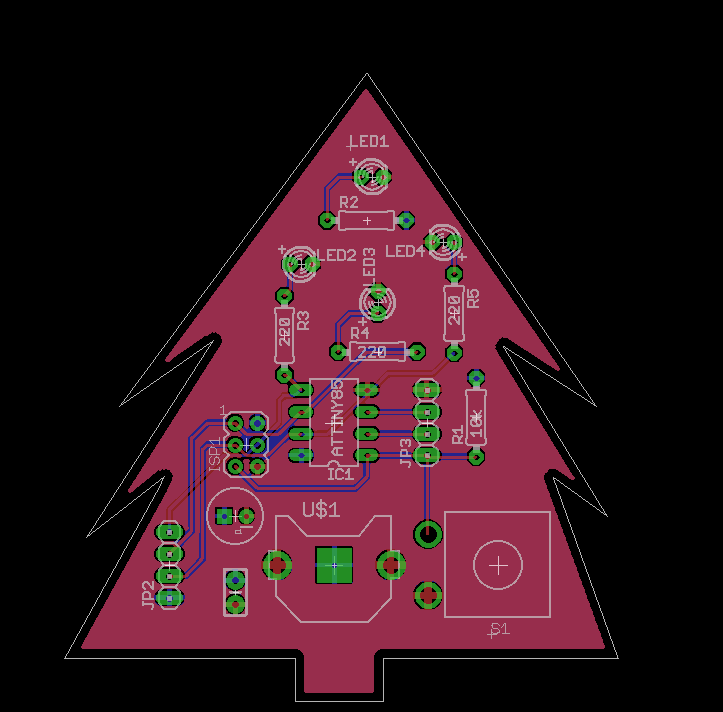 LED1
R2
LED2
LED3
LED4
R3
220
R4
220
220
R5
ATTINY85
IC1
JP3
R1
10k
1
ISP1
U$1
JP2
S1